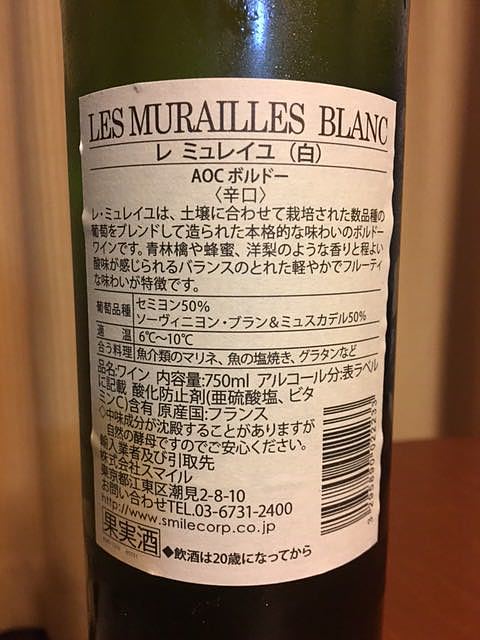 LES MURAILLES BLANC
レ ミュレイユ（白）
AOC ボルドー
〈辛口〉
レ・ミュレイユは、土壌に合わせて栽培された数品種の
葡萄をブレンドして造られた本格的な味わいのボルドー
ワインです。青林檎や蜂蜜、洋梨のような香りと程よい
酸味が感じられるバランスのとれた軽やかでフルーティ
な味わいが特徴です。
葡萄品種 セミヨン50%
ソーヴィニヨン・ブラン&ミュスカデル50%
適温 6℃～10℃
合う料理 魚介類のマリネ、魚の塩焼き、グラタンなど
品名:ワイン 内容量:750ml アルコール分:表ラベル
に記載 酸化防止剤(亜硫酸塩、ビタ
ミンC)含有 原産国:フランス
◇中味成分が沈殿することがありますが
自然の酵母ですのでご安心ください。
輸入業者及び引取先
株式会社スマイル
東京都江東区潮見2-8-10
お問い合わせTEL.03-6731-2400
http://www.smilecorp.co.jp
果実酒
◆飲酒は20歳になってから